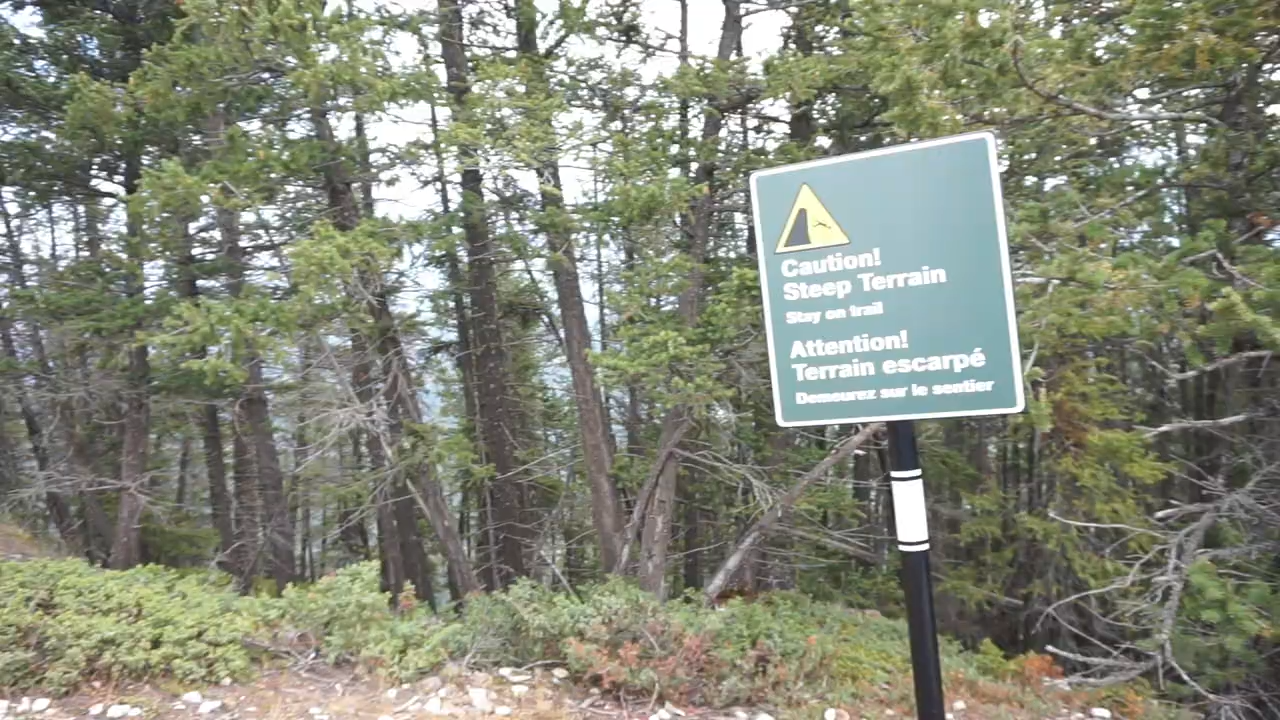 Caution!
Steep Terrain
Stay on trail
Attention!
Terrain escarpé
Demeurez sur le sentier